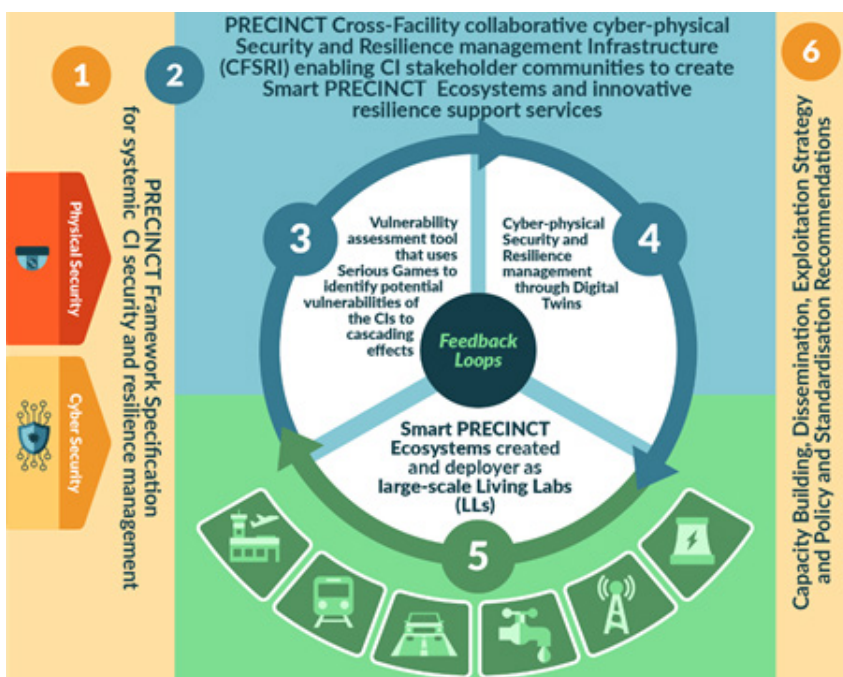 1
PRECINCT Framework Specification
for systemic CI security and resilience management
Physical Security
Cyber Security
2
PRECINCT Cross-Facility collaborative cyber-physical
Security and Resilience management Infrastructure
(CFSRI) enabling CI stakeholder communities to create
Smart PRECINCT Ecosystems and innovative
resilience support services
3
Vulnerability
assessment tool
that uses
Serious Games to
identify potential
vulnerabilities of
the CIs to
cascading
effects
4
Cyber-physical
Security and
Resilience
management
through Digital
Twins
Feedback
Loops
Smart PRECINCT
Ecosystems created
and deployer as
large-scale Living Labs
(LLs)
5
6
Capacity Building, Dissemination, Exploitation Strategy
and Policy and Standardisation Recommendations